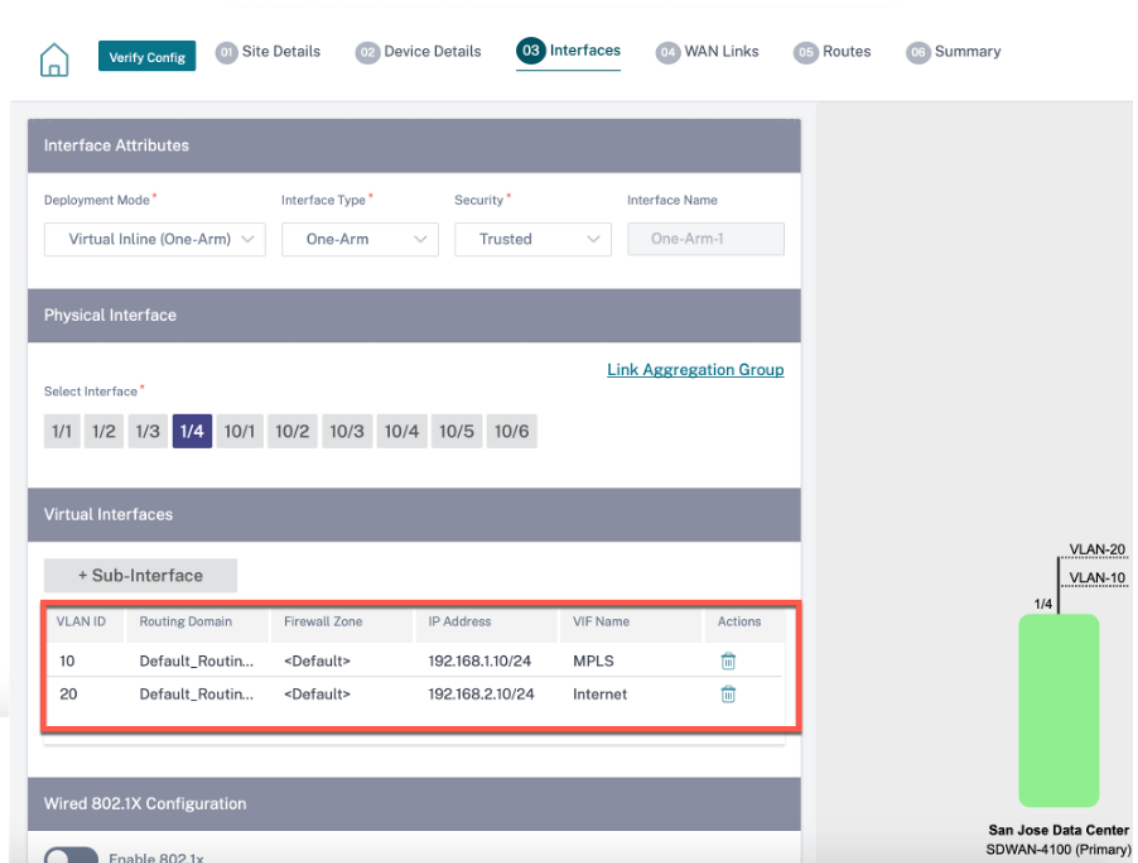 Verify Config
01 Site Details
02 Device Details
03 Interfaces
04 WAN Links
05 Routes
06 Summary
Interface Attributes
Deployment Mode*
Interface Type*
Security*
Interface Name
Virtual Inline (One-Arm)
One-Arm
Trusted
One-Arm-1
Physical Interface
Link Aggregation Group
Select Interface*
1/1 1/2 1/3 1/4 10/1 10/2 10/3 10/4 10/5 10/6
Virtual Interfaces
+ Sub-Interface
VLAN ID Routing Domain Firewall Zone IP Address VIF Name Actions
10 Default_Routin... <Default> 192.168.1.10/24 MPLS
20 Default_Routin... <Default> 192.168.2.10/24 Internet
Wired 802.1X Configuration
Enable 802.1x
VLAN-20
VLAN-10
1/4
San Jose Data Center
SDWAN-4100 (Primary)